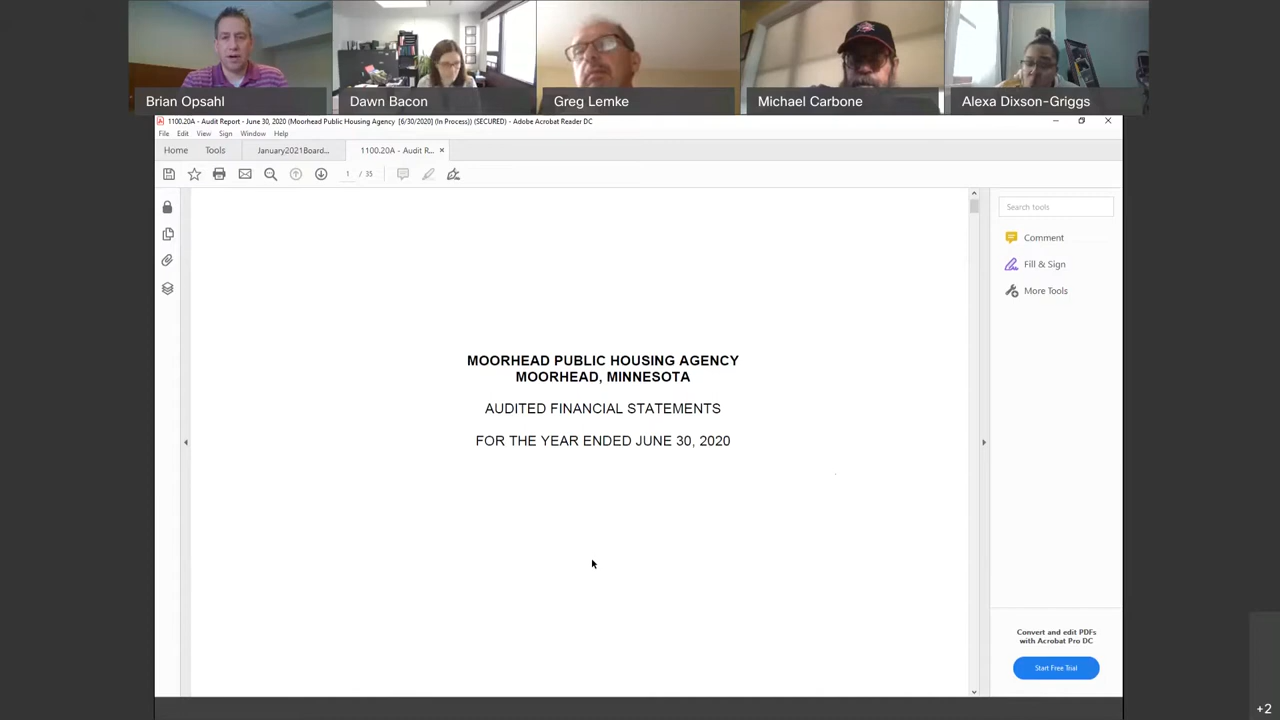 Brian Opsahl
Dawn Bacon
Greg Lemke
Michael Carbone
Alexa Dixson-Griggs
1100.20A - Audit Report - June 30, 2020 (Moorhead Public Housing Agency [6/30/2020] (In Process)) (SECURED) - Adobe Acrobat Reader DC
File Edit View Sign Window Help
Home Tools January2021Board... 1100.20A - Audit R... ×
1 / 35
Search tools
Comment
Fill & Sign
More Tools
MOORHEAD PUBLIC HOUSING AGENCY
MOORHEAD, MINNESOTA
AUDITED FINANCIAL STATEMENTS
FOR THE YEAR ENDED JUNE 30, 2020
Convert and edit PDFs
with Acrobat Pro DC
Start Free Trial
+2